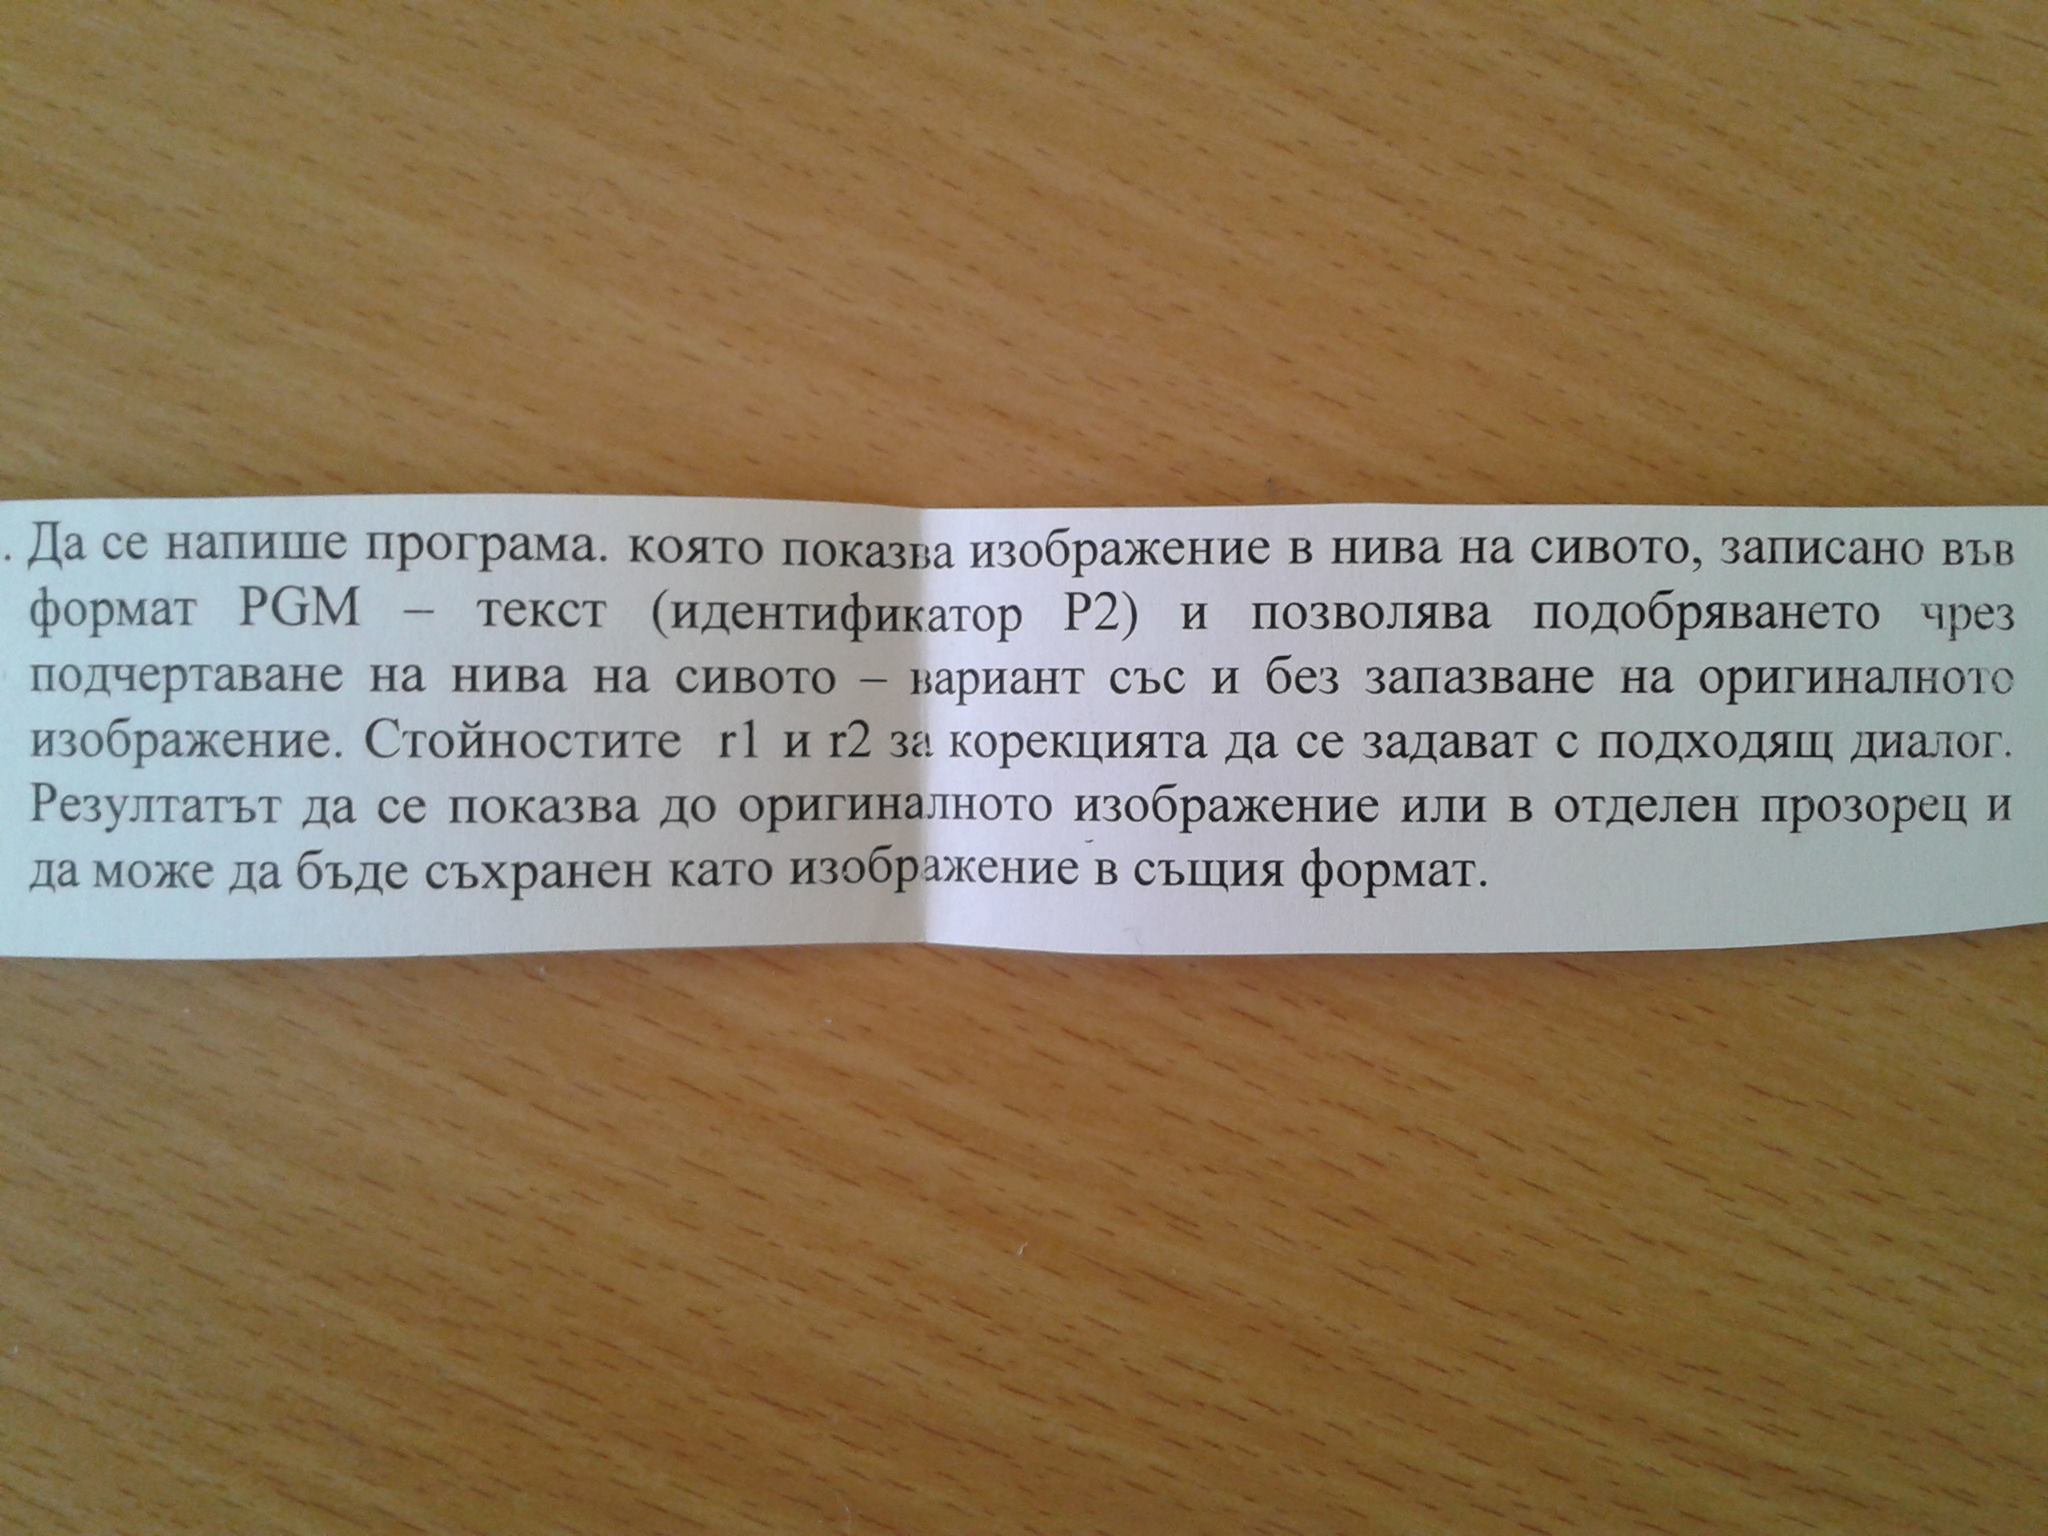 . Да се напише програма. която показва изображение в нива на сивото, записано във
формат PGM – текст (идентификатор P2) и позволява подобряването чрез
подчертаване на нива на сивото – вариант със и без запазване на оригиналното
изображение. Стойностите r1 и r2 за корекцията да се задават с подходящ диалог.
Резултатът да се показва до оригиналното изображение или в отделен прозорец и
да може да бъде съхранен като изображение в същия формат.